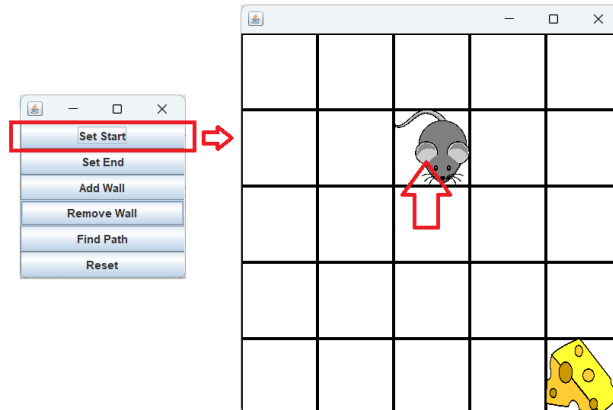 Set Start
Set End
Add Wall
Remove Wall
Find Path
Reset